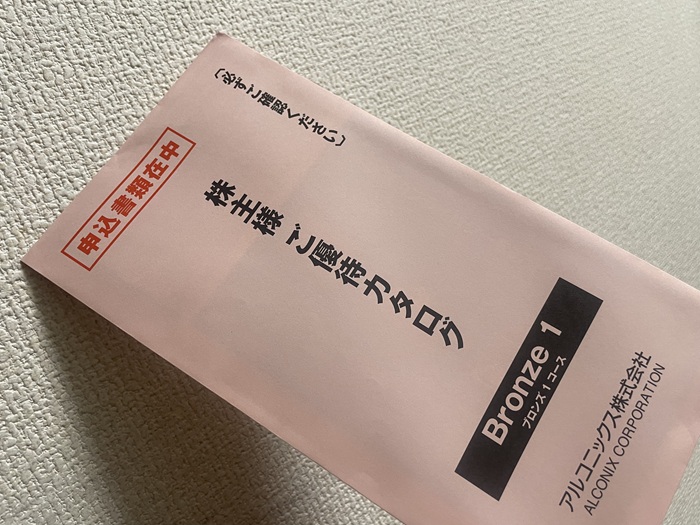 〔必ずご確認ください〕
申込書類在中
株主様ご優待カタログ
Bronze 1
ブロンズ1コース
アルコニックス株式会社
ALCONIX CORPORATION